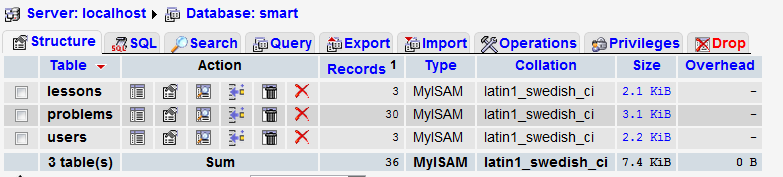 Server: localhost Database: smart
Structure SQL Search Query Export Import Operations Privileges Drop
Table Action Records 1 Type Collation Size Overhead
lessons 3 MyISAM latin1_swedish_ci 2.1 KiB -
problems 30 MyISAM latin1_swedish_ci 3.1 KiB -
users 3 MyISAM latin1_swedish_ci 2.2 KiB -
3 table(s) Sum 36 MyISAM latin1_swedish_ci 7.4 KiB 0 B